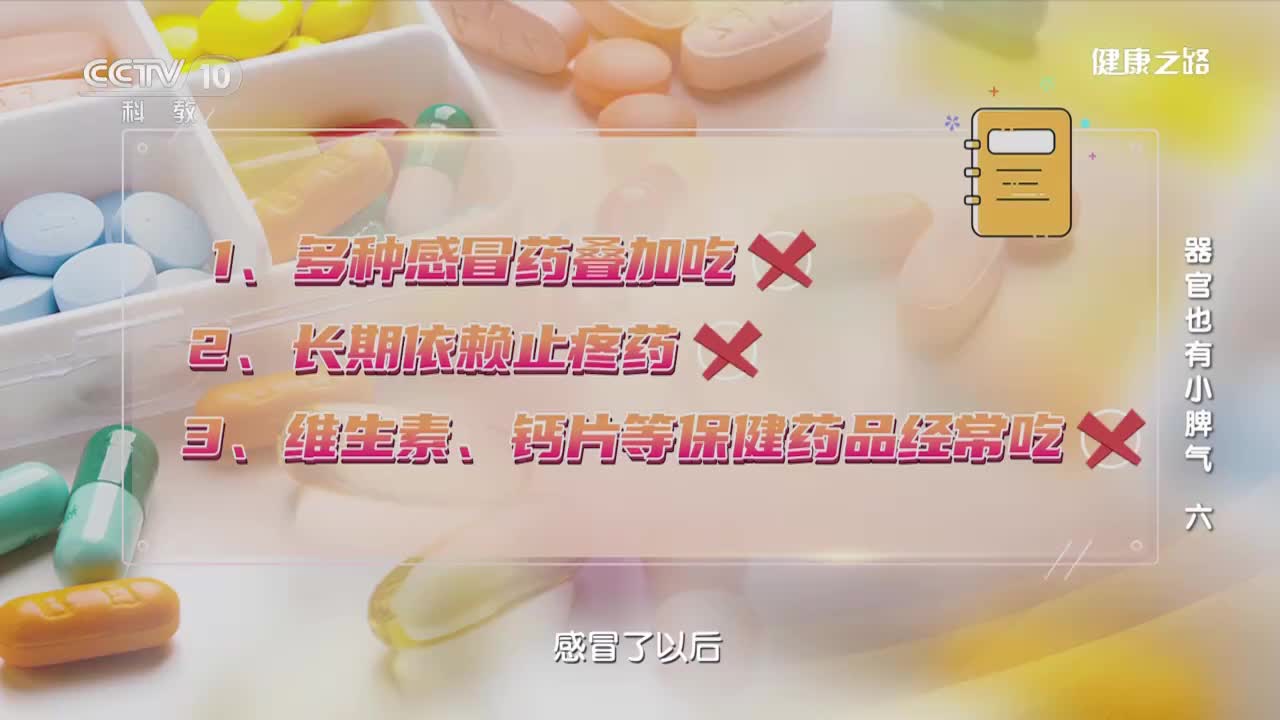 CCTV 10
科 教
健康之路
1、多种感冒药叠加吃
2、长期依赖止疼药
3、维生素、钙片等保健药品经常吃
器官也有小脾气 六
感冒了以后